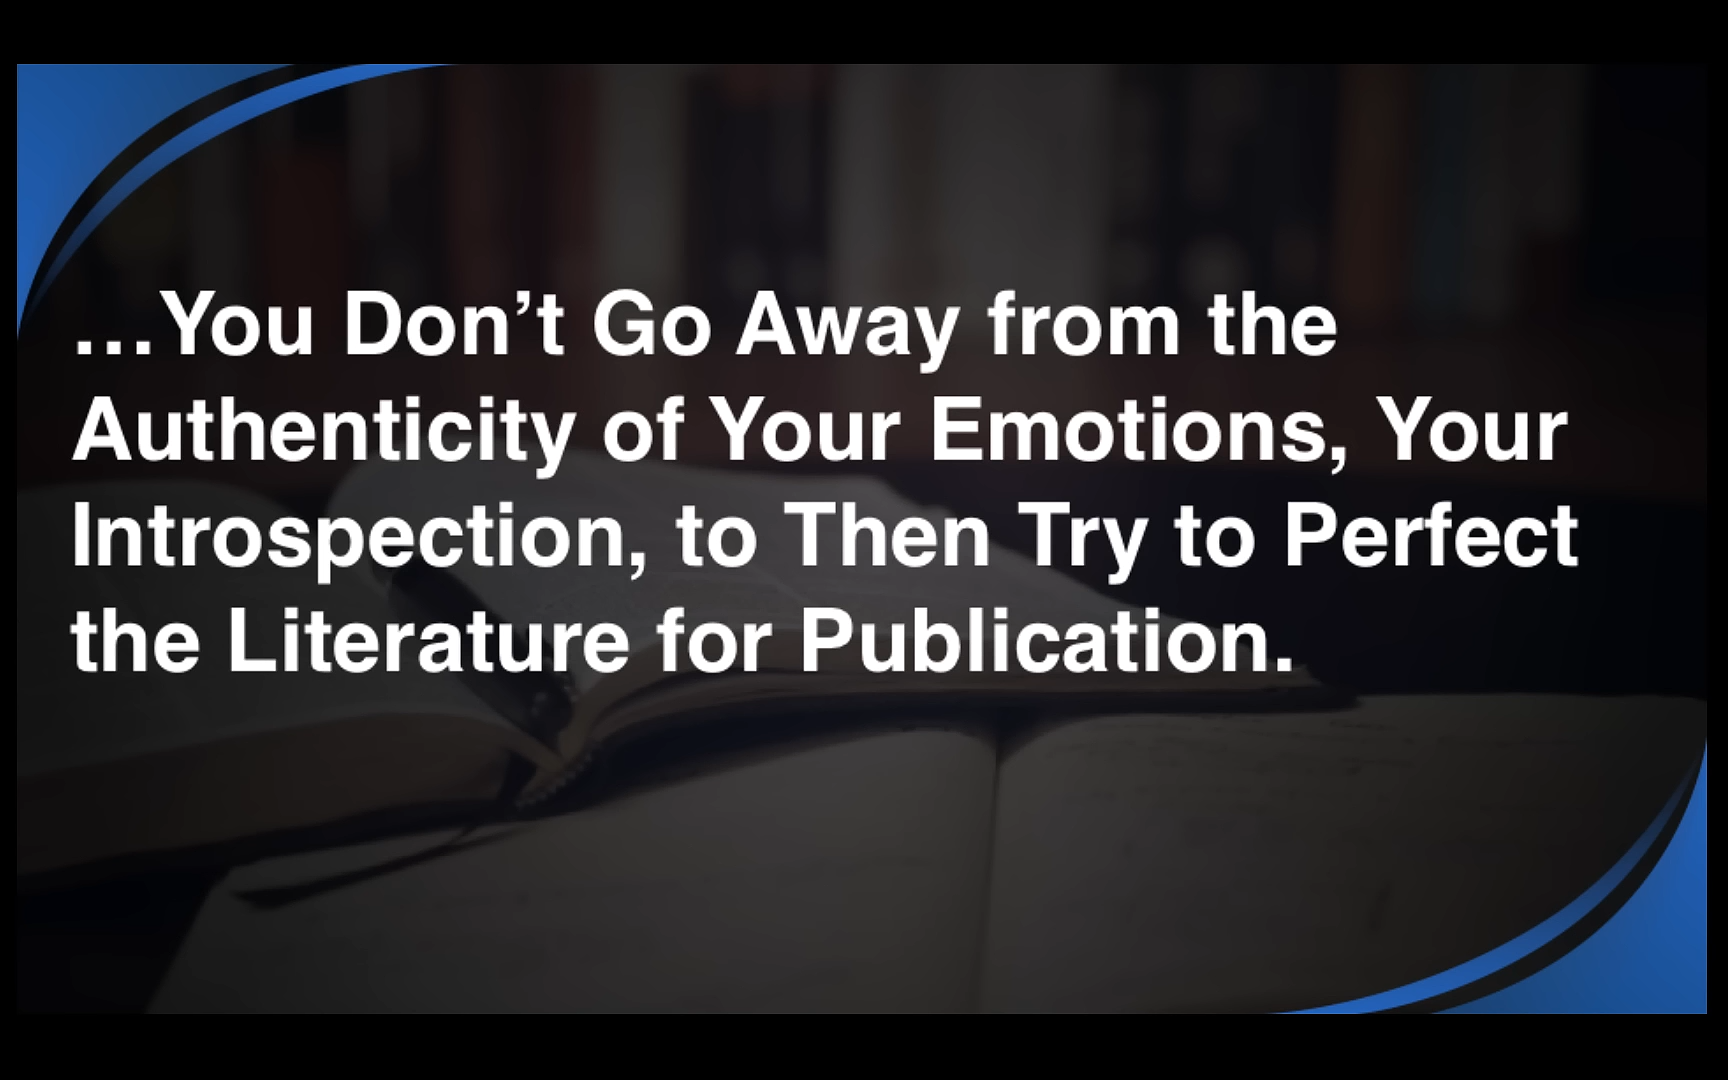 …You Don’t Go Away from the
Authenticity of Your Emotions, Your
Introspection, to Then Try to Perfect
the Literature for Publication.